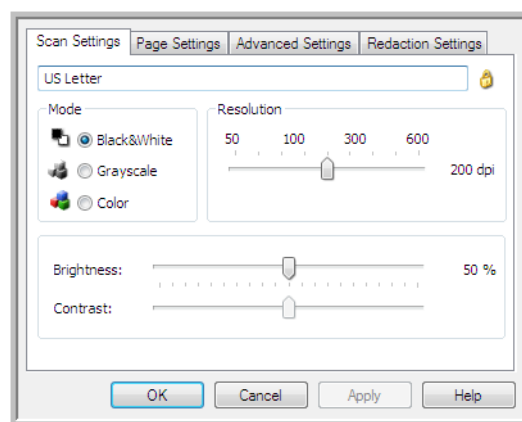 Scan Settings Page Settings Advanced Settings Redaction Settings
US Letter
Mode Resolution
Black&White 50 100 300 600
Grayscale 200 dpi
Color
Brightness: 50 %
Contrast:
OK Cancel Apply Help